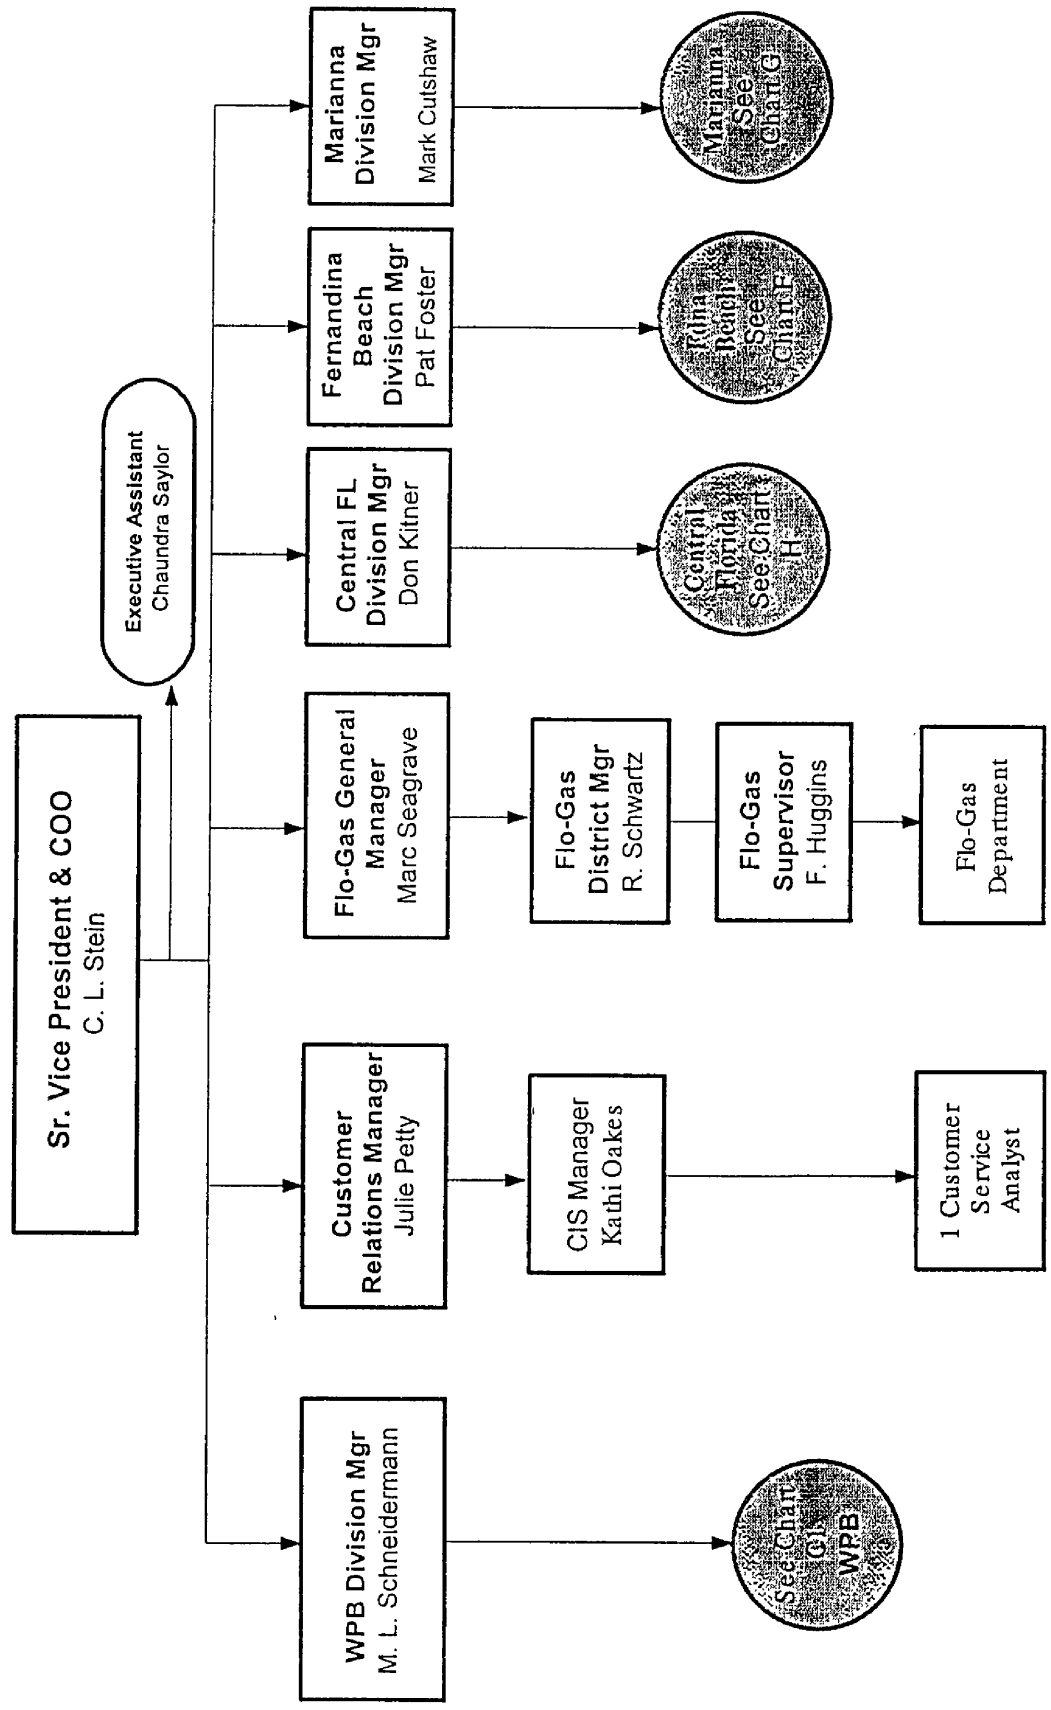 Sr. Vice President & COO
C. L. Stein
Executive Assistant
Chaundra Saylor
WPB Division Mgr
M. L. Schneidermann
Customer
Relations Manager
Julie Petty
Flo-Gas General
Manager
Marc Seagrave
Central FL
Division Mgr
Don Kitner
Fernandina
Beach
Division Mgr
Pat Foster
Marianna
Division Mgr
Mark Cutshaw
CIS Manager
Kathi Oakes
Flo-Gas
District Mgr
R. Schwartz
Flo-Gas
Supervisor
F. Huggins
See Chart
WPB
1 Customer
Service
Analyst
Flo-Gas
Department
Central
Florida
See Chart
H
Fdna
Beach
See
Chart
Marianna
See
Chart G